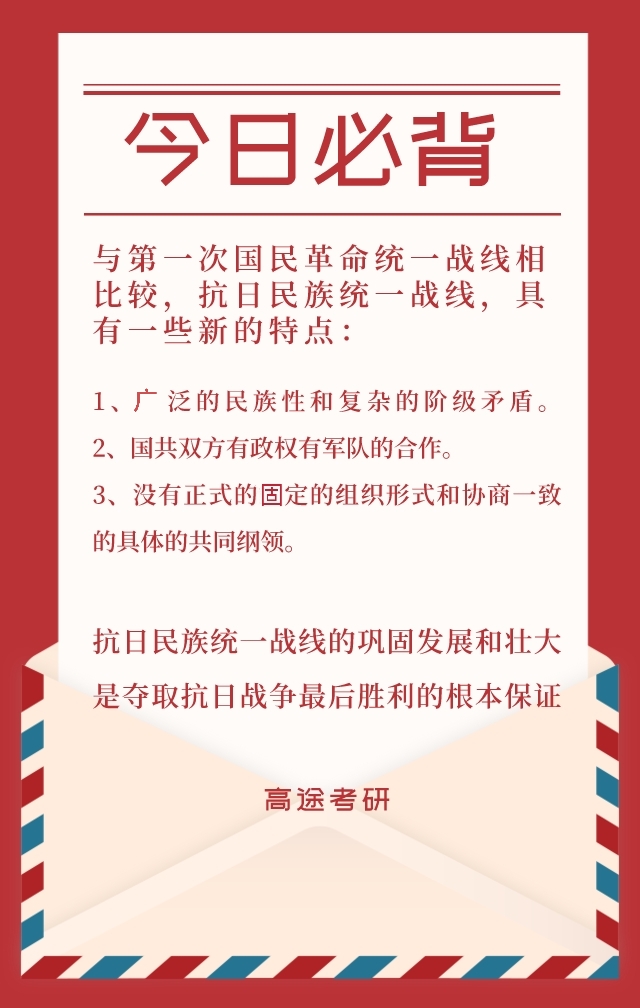 今日必背
与第一次国民革命统一战线相
比较，抗日民族统一战线，具
有一些新的特点：
1、广泛的民族性和复杂的阶级矛盾。
2、国共双方有政权有军队的合作。
3、没有正式的固定的组织形式和协商一致
的具体的共同纲领。
抗日民族统一战线的巩固发展和壮大
是夺取抗日战争最后胜利的根本保证
高途考研